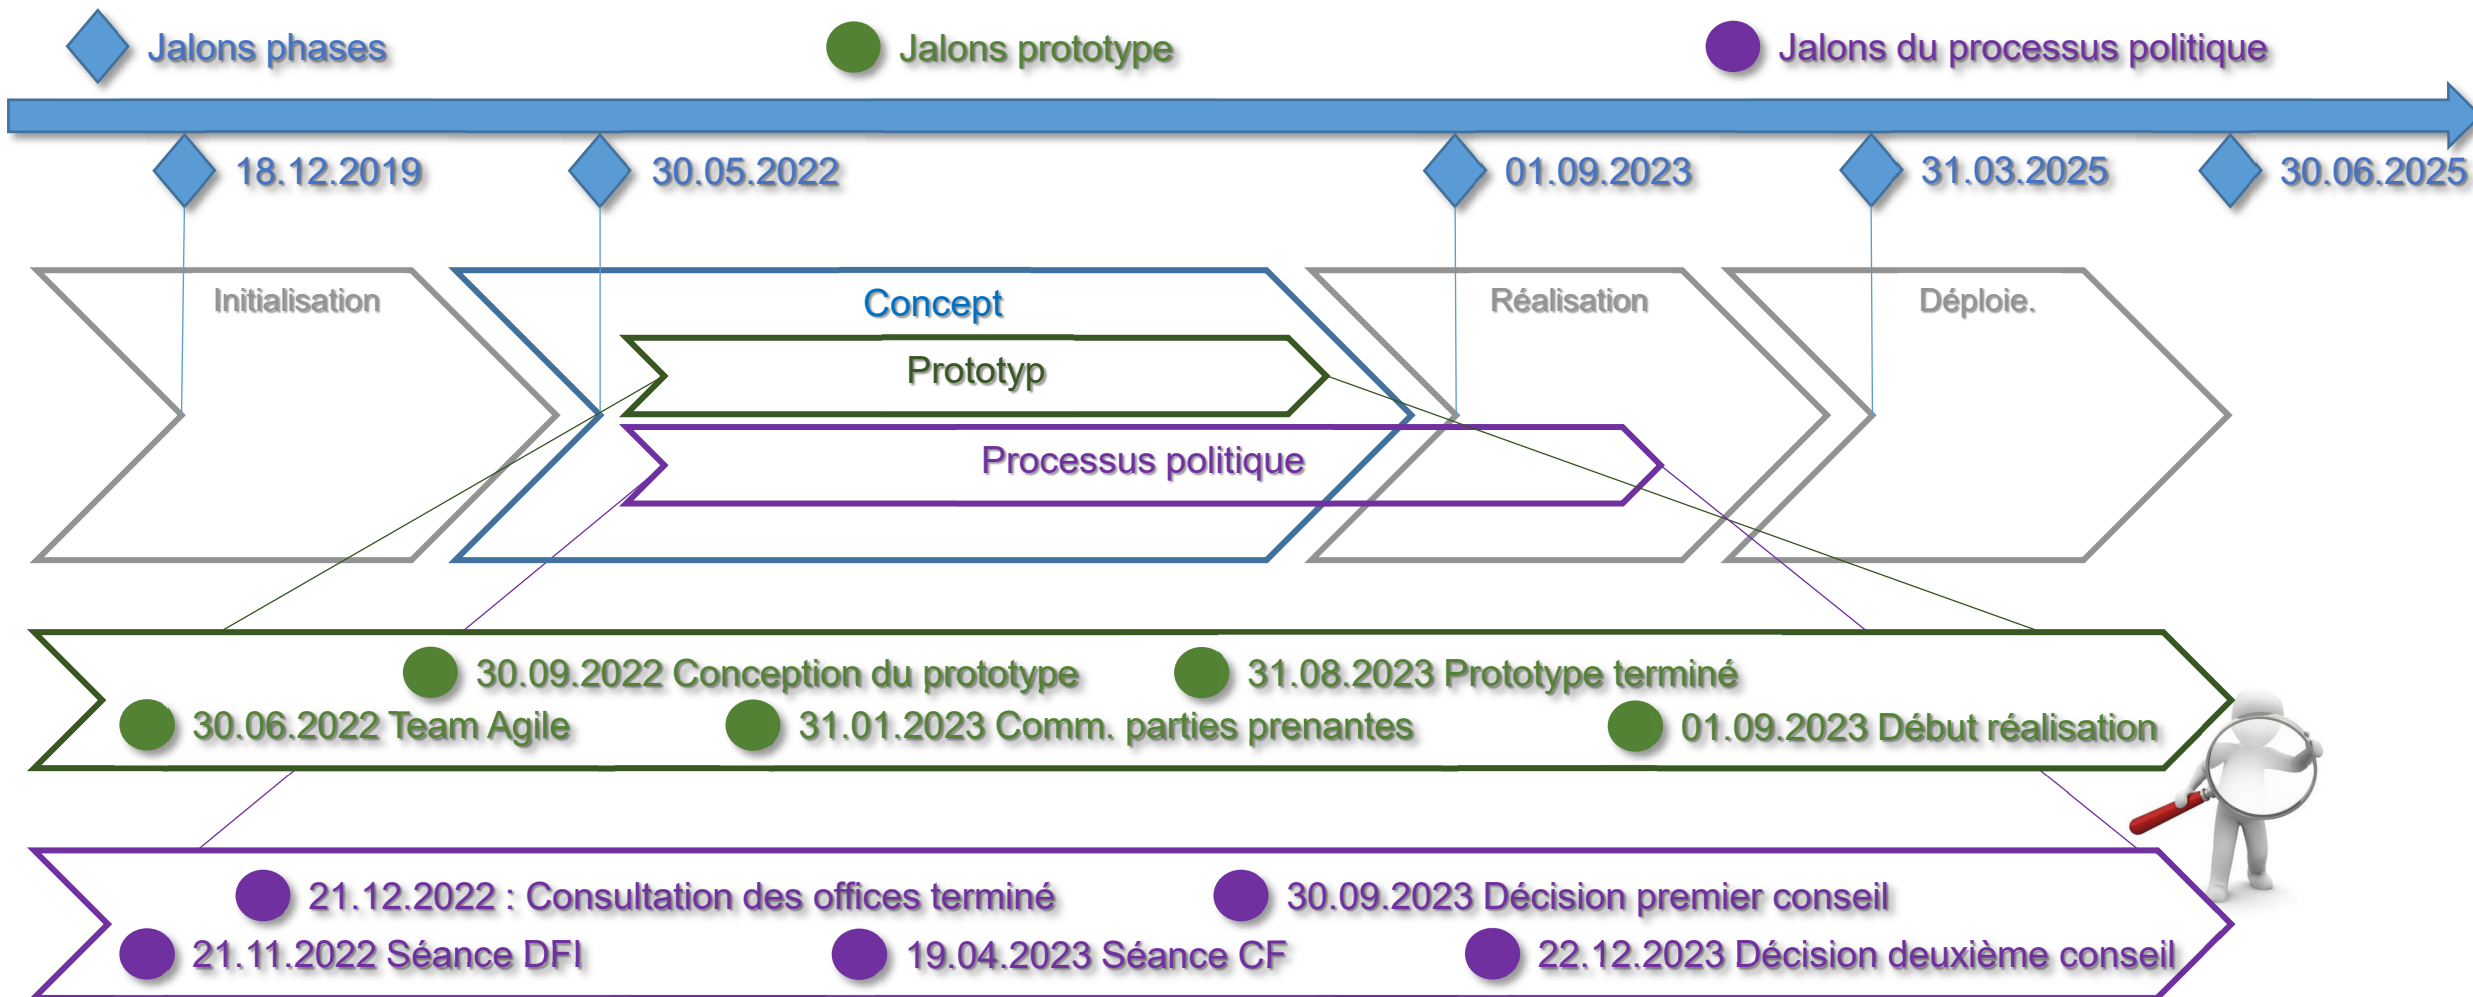 Jalons phases
Jalons prototype
Jalons du processus politique
18.12.2019
30.05.2022
01.09.2023
31.03.2025
30.06.2025
Initialisation
Concept
Réalisation
Déploie.
Prototyp
Processus politique
30.09.2022 Conception du prototype
31.08.2023 Prototype terminé
30.06.2022 Team Agile
31.01.2023 Comm. parties prenantes
01.09.2023 Début réalisation
21.12.2022 : Consultation des offices terminé
30.09.2023 Décision premier conseil
21.11.2022 Séance DFI
19.04.2023 Séance CF
22.12.2023 Décision deuxième conseil